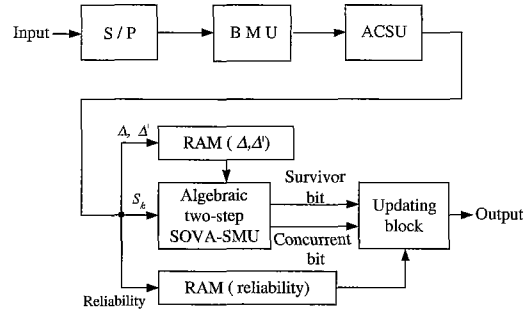 Input
S / P
B M U
ACSU
Δ, Δ'
RAM ( Δ,Δ')
S_k
Algebraic
two-step
SOVA-SMU
Survivor
bit
Concurrent
bit
Updating
block
Output
Reliability
RAM ( reliability)